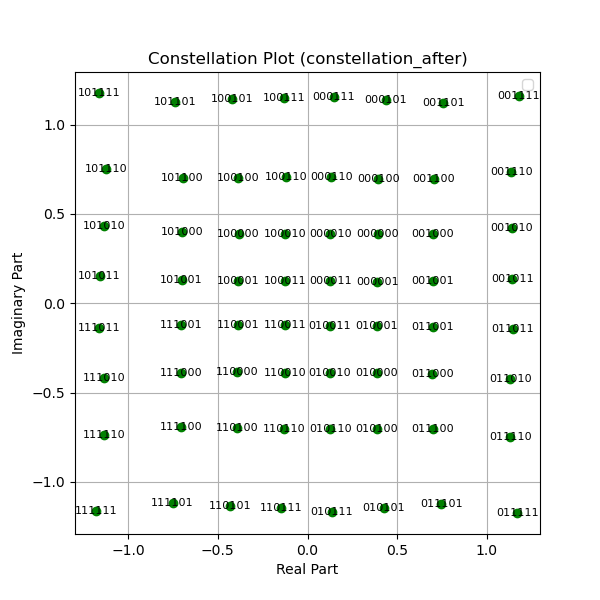 Constellation Plot (constellation_after)
101111 101101 100101 100111 000111 000101 001101 001111
1.0
101110 101100 100100 100110 000110 000100 001100 001110
0.5
101010 101000 100000 100010 000010 000000 001000 001010
101011 101001 100001 100011 000011 000001 001001 001011
0.0
111011 111001 110001 110011 010011 010001 011001 011011
111010 111000 110000 110010 010010 010000 011000 011010
−0.5
111110 111100 110100 110110 010110 010100 011100 011110
−1.0
111111 111101 110101 110111 010111 010101 011101 011111
−1.0 −0.5 0.0 0.5 1.0
Real Part
Imaginary Part